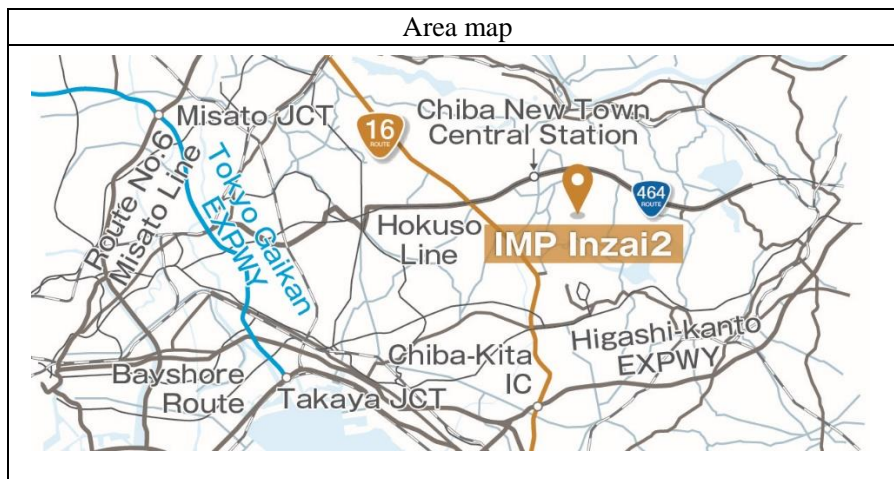 Area map
Misato JCT
16
ROUTE
Chiba New Town
Central Station
Route No.6
Misato Line
Tokyo Gaikan
EXPWY
464
ROUTE
Hokuso
Line
IMP Inzai2
Higashi-kanto
EXPWY
Chiba-Kita
IC
Bayshore
Route
Takaya JCT